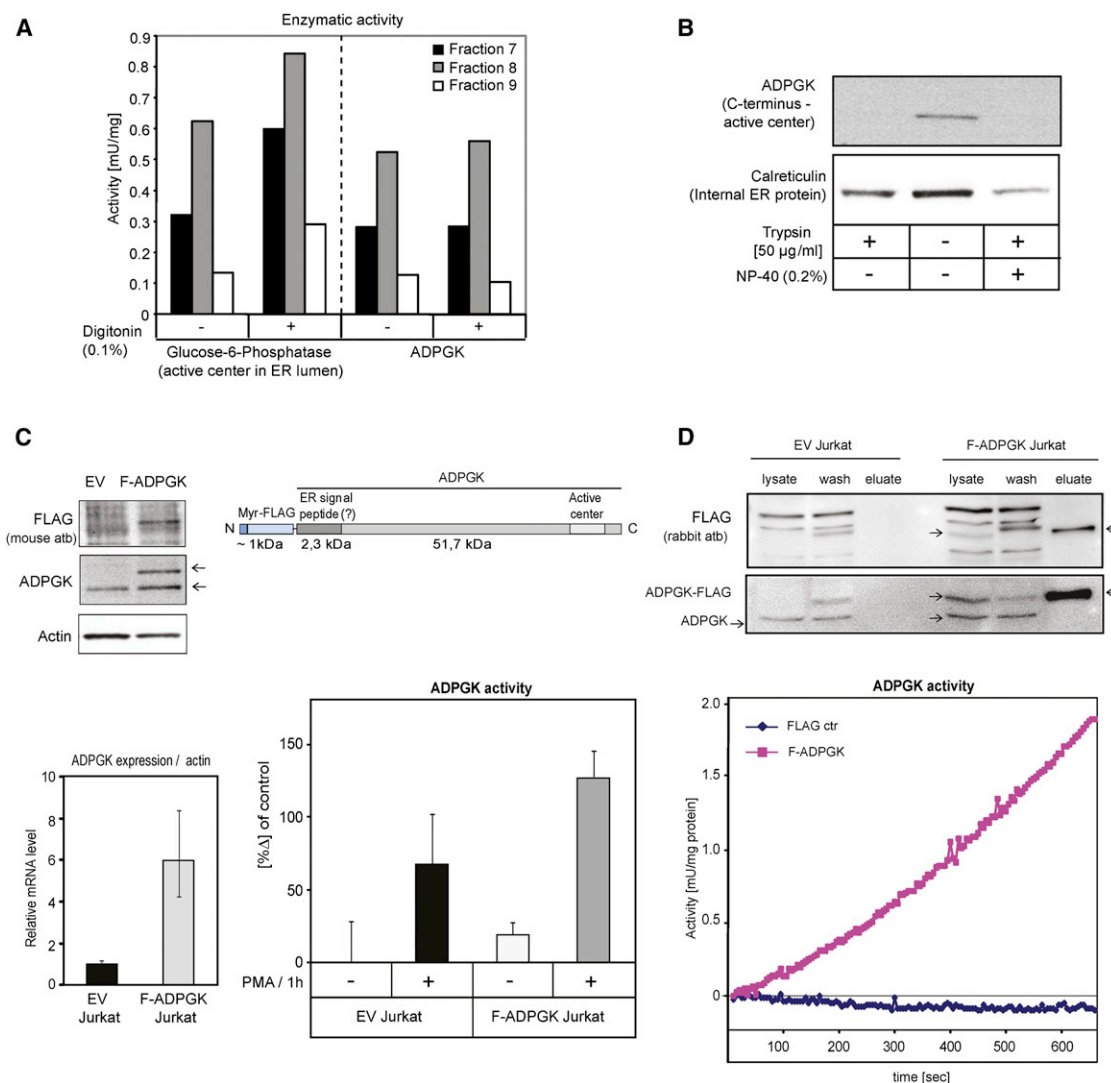 A
Enzymatic activity
Fraction 7
Fraction 8
Fraction 9
Activity [mU/mg]
0.9
0.8
0.7
0.6
0.5
0.4
0.3
0.2
0.1
0
Digitonin
(0.1%)
- + - +
Glucose-6-Phosphatase
(active center in ER lumen)
ADPGK
B
ADPGK
(C-terminus -
active center)
Calreticulin
(Internal ER protein)
Trypsin
[50 µg/ml]
+ - +
NP-40 (0.2%)
- - +
C
EV F-ADPGK
FLAG
(mouse atb)
ADPGK
Actin
ADPGK
Myr-FLAG
ER signal
peptide(?)
Active
center
N
C
~ 1kDa
2,3 kDa
51,7 kDa
ADPGK expression / actin
Relative mRNA level
10
8
6
4
2
0
EV
Jurkat
F-ADPGK
Jurkat
ADPGK activity
[%Δ] of control
150
100
50
0
PMA / 1h
- + - +
EV Jurkat
F-ADPGK Jurkat
D
EV Jurkat
F-ADPGK Jurkat
lysate wash eluate
lysate wash eluate
FLAG
(rabbit atb)
ADPGK-FLAG
ADPGK
ADPGK activity
FLAG ctr
F-ADPGK
Activity [mU/mg protein]
2.0
1.5
1.0
0.5
0
100 200 300 400 500 600
time [sec]